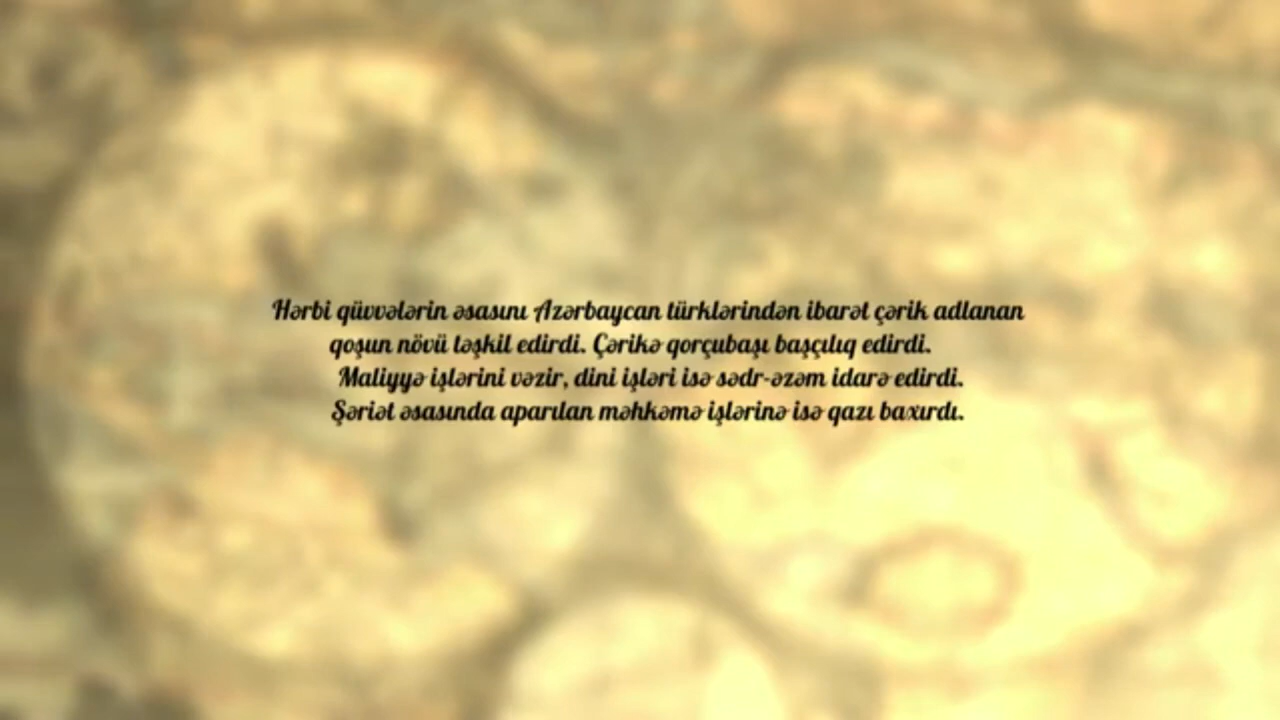 Hərbi qüvvələrin əsasını Azərbaycan türklərindən ibarət çərik adlanan
qoşun növü təşkil edirdi. Çərikə qorçubaşı başçılıq edirdi.
Maliyyə işlərini vəzir, dini işləri isə sədr-əzəm idarə edirdi.
Şəriət əsasında aparılan məhkəmə işlərinə isə qazı baxırdı.